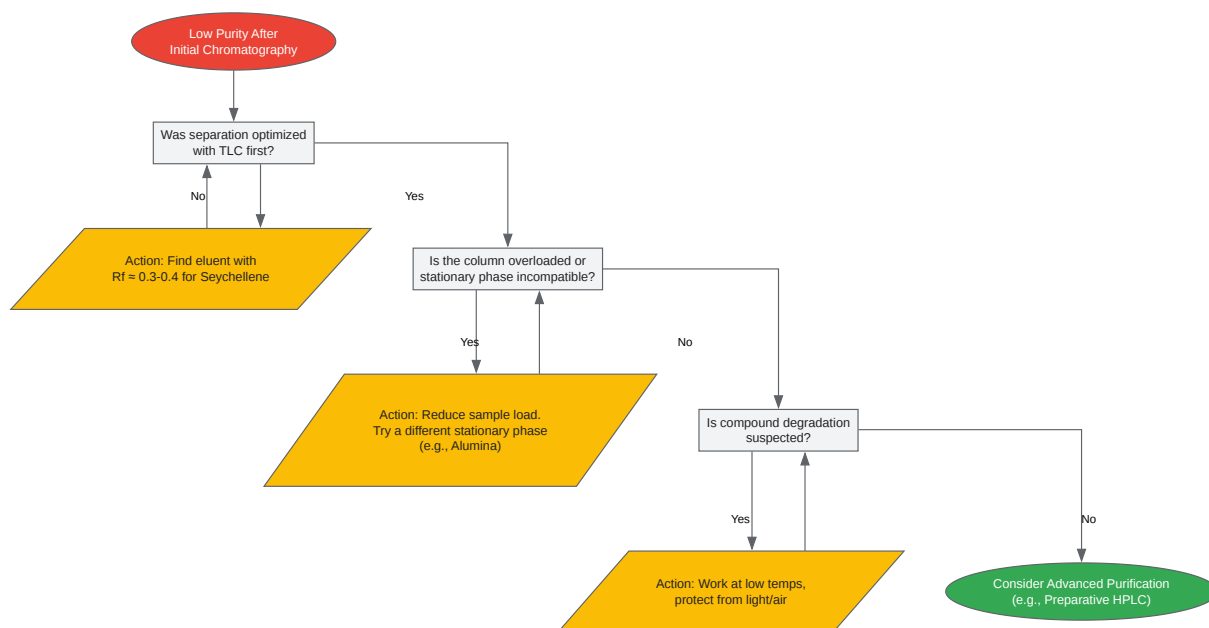 Low Purity After
Initial Chromatography
Was separation optimized
with TLC first?
No
Yes
Action: Find eluent with
Rf ≈ 0.3-0.4 for Seychellene
Is the column overloaded or
stationary phase incompatible?
Yes
No
Action: Reduce sample load.
Try a different stationary phase
(e.g., Alumina)
Is compound degradation
suspected?
Yes
No
Action: Work at low temps,
protect from light/air
Consider Advanced Purification
(e.g., Preparative HPLC)